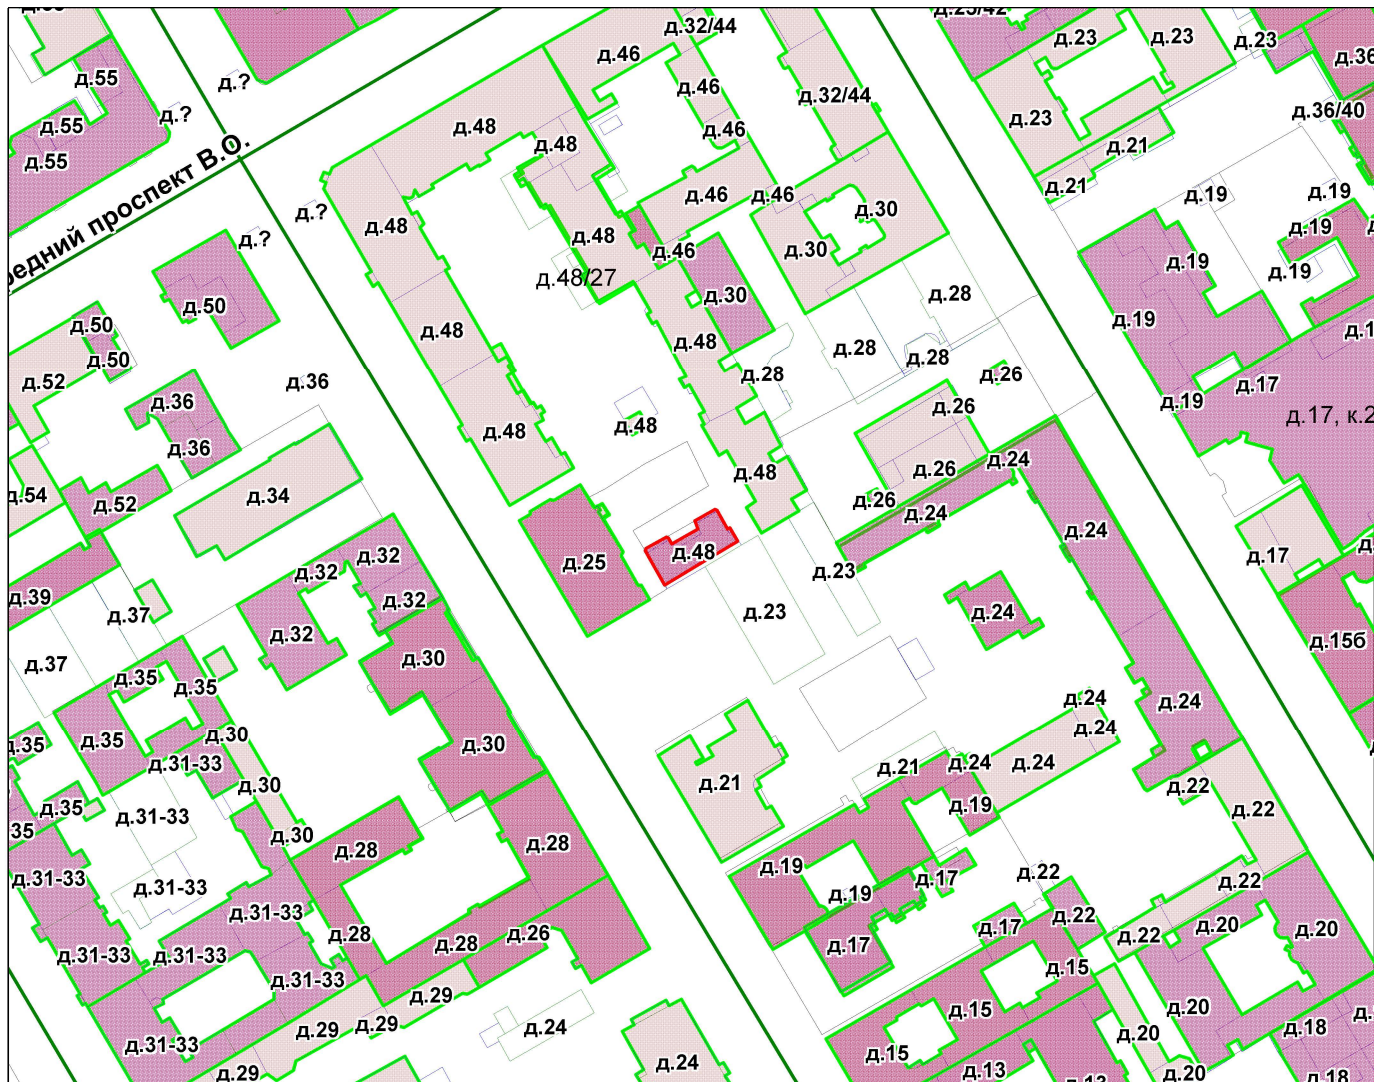 д.32/44
д.46
д.23
д.23
д.23
д.55
д.?
д.46
д.32/44
д.36/40
д.?
д.55
д.48
д.46
д.23
д.55
д.48
д.21
средний проспект В.О.
д.46
д.46
д.21
д.19
д.19
д.?
д.48
д.48
д.30
д.19
д.?
д.46
д.30
д.19
д.19
д.48/27
д.30
д.28
д.50
д.50
д.48
д.48
д.28
д.28
д.19
д.50
д.52
д.36
д.36
д.28
д.26
д.17
д.36
д.48
д.48
д.26
д.19
д.17, к.2
д.54
д.34
д.48
д.26
д.24
д.52
д.26
д.24
д.24
д.25
д.48
д.32
д.32
д.23
д.17
д.39
д.37
д.32
д.32
д.23
д.24
д.15б
д.37
д.35
д.35
д.30
д.24
д.24
д.24
д.35
д.35
д.30
д.30
д.31-33
д.21
д.21
д.24
д.24
д.22
д.35
д.30
д.19
д.22
д.31-33
д.30
д.28
д.28
д.19
д.22
д.31-33
д.31-33
д.19
д.17
д.22
д.31-33
д.28
д.28
д.26
д.17
д.17
д.22
д.20
д.20
д.31-33
д.31-33
д.31-33
д.29
д.15
д.22
д.31-33
д.29
д.29
д.24
д.15
д.15
д.20
д.20
д.18
д.29
д.24
д.13
д.13
д.20
д.18